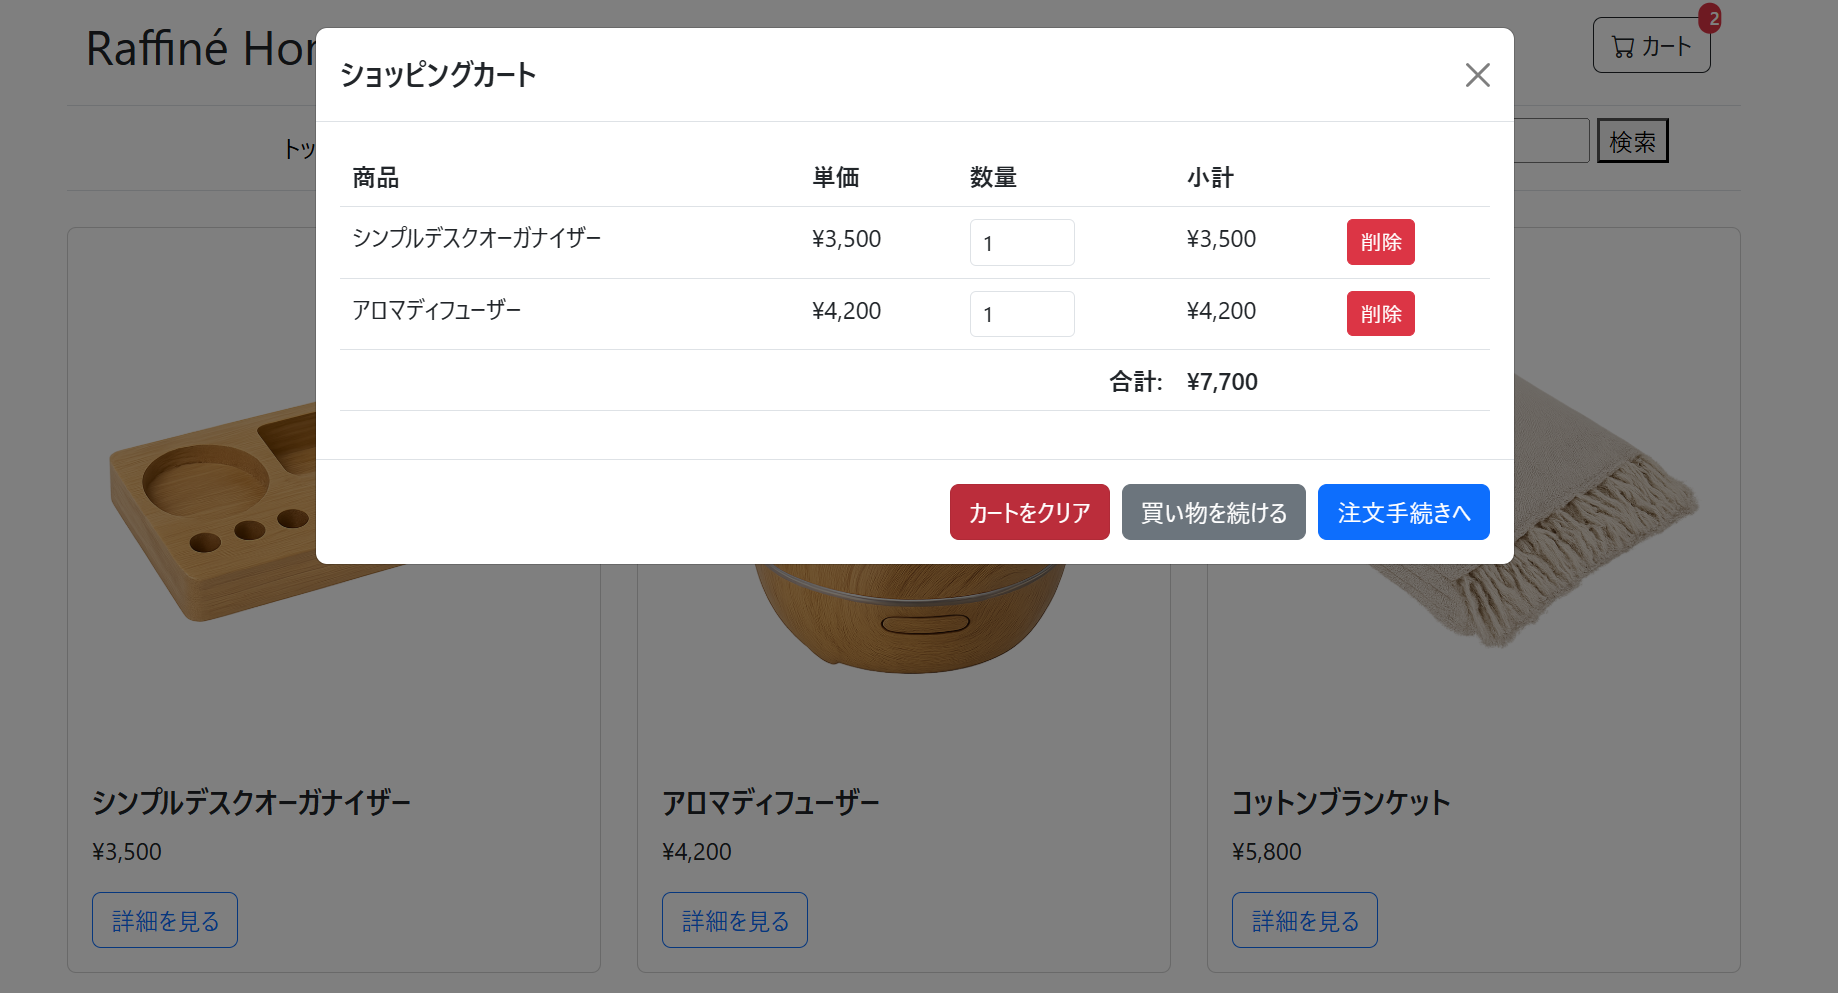 Raffiné Hor
カート
2
ショッピングカート
トッ
検索
商品 単価 数量 小計
シンプルデスクオーガナイザー ¥3,500 1 ¥3,500 削除
アロマディフューザー ¥4,200 1 ¥4,200 削除
合計: ¥7,700
カートをクリア 買い物を続ける 注文手続きへ
シンプルデスクオーガナイザー
¥3,500
詳細を見る
アロマディフューザー
¥4,200
詳細を見る
コットンブランケット
¥5,800
詳細を見る